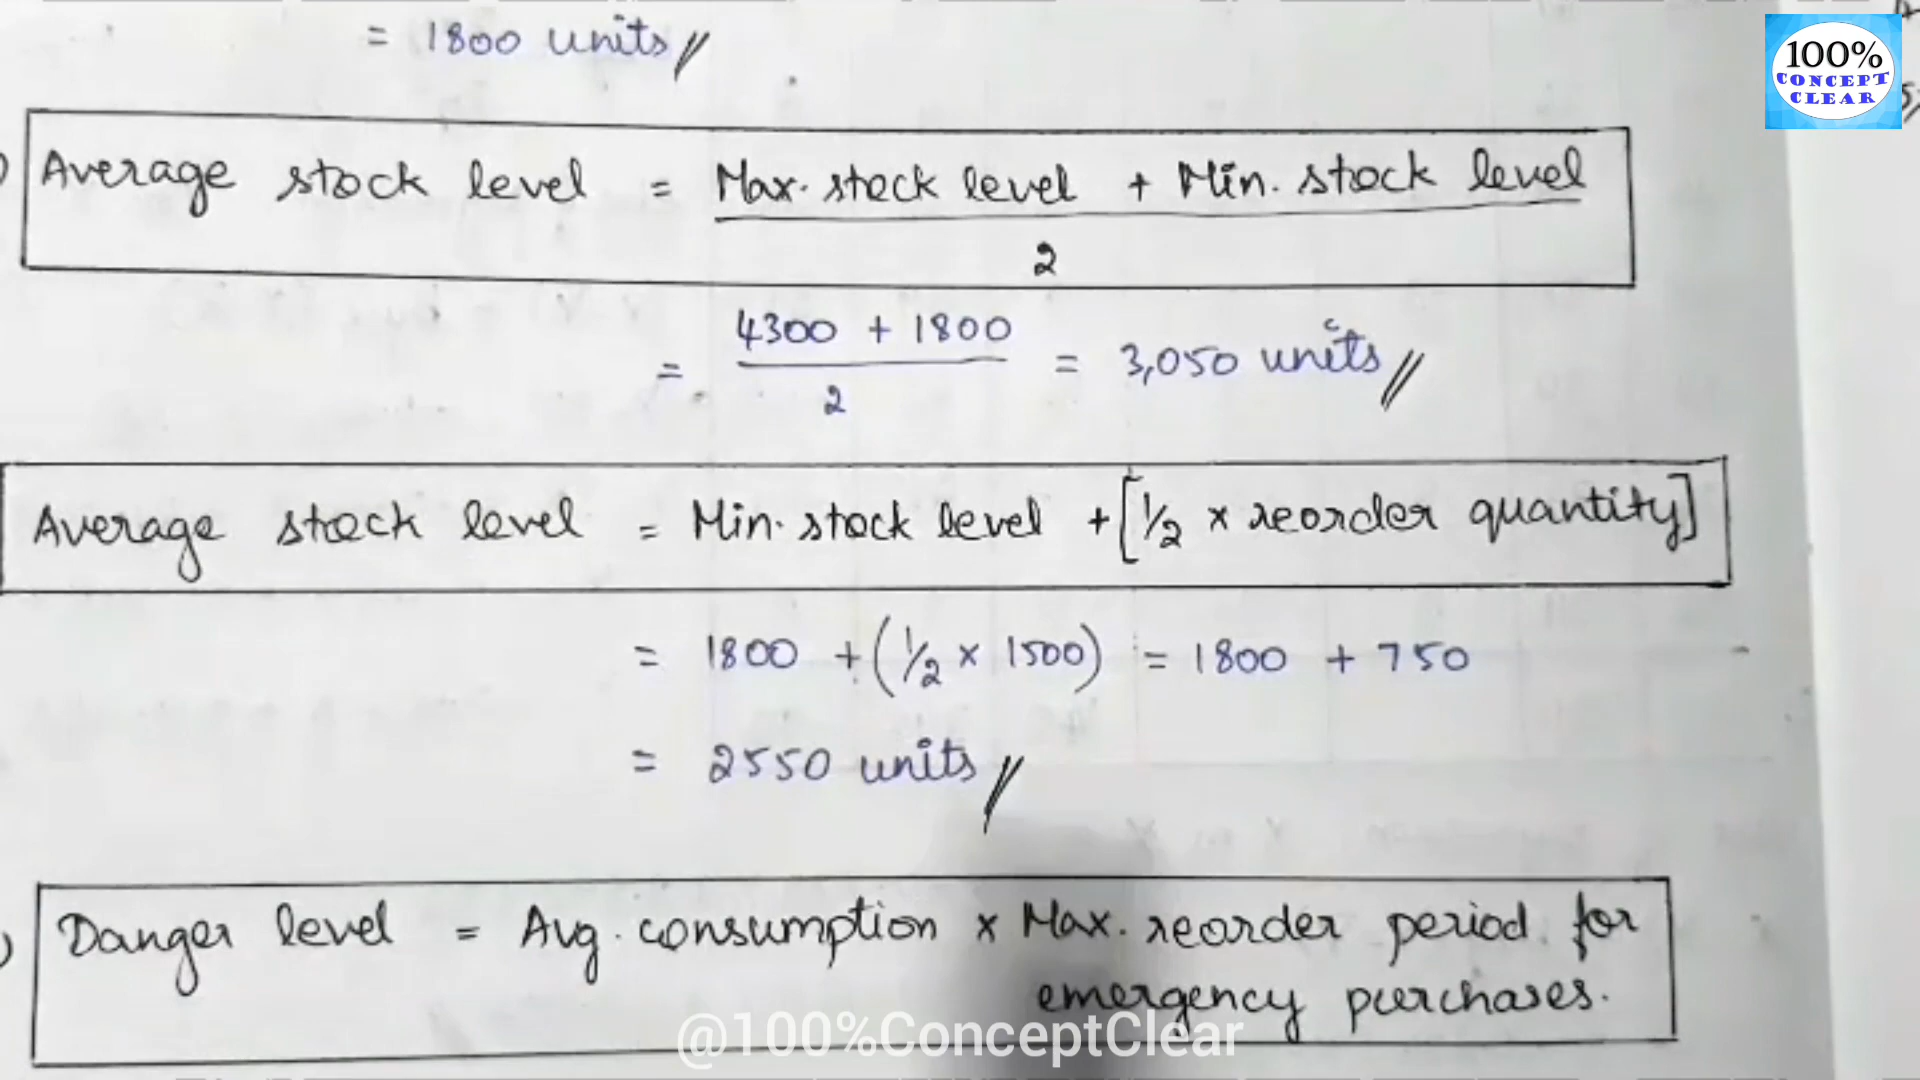 = 1800 units//
100%
CONCEPT
CLEAR
Average stock level = Max. stock level + Min. stock level
2
= 4300 + 1800 = 3,050 units//
2
Average stock level = Min. stock level + [1/2 x reorder quantity]
= 1800 + (1/2 x 1500) = 1800 + 750
= 2550 units//
Danger level = Avg. consumption x Max. reorder period for
emergency purchases.
@100%ConceptClear